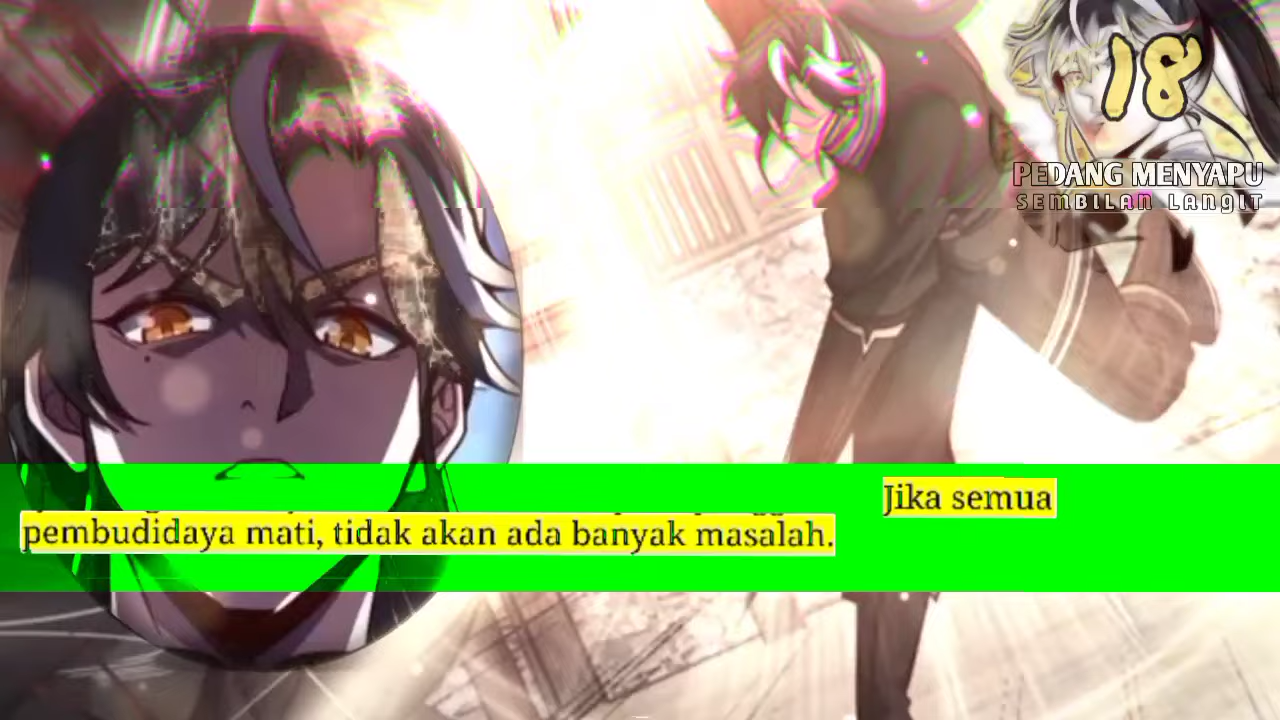 18
PEDANG MENYAPU
SEMBILAN LANGIT
Jika semua
pembudidaya mati, tidak akan ada banyak masalah.